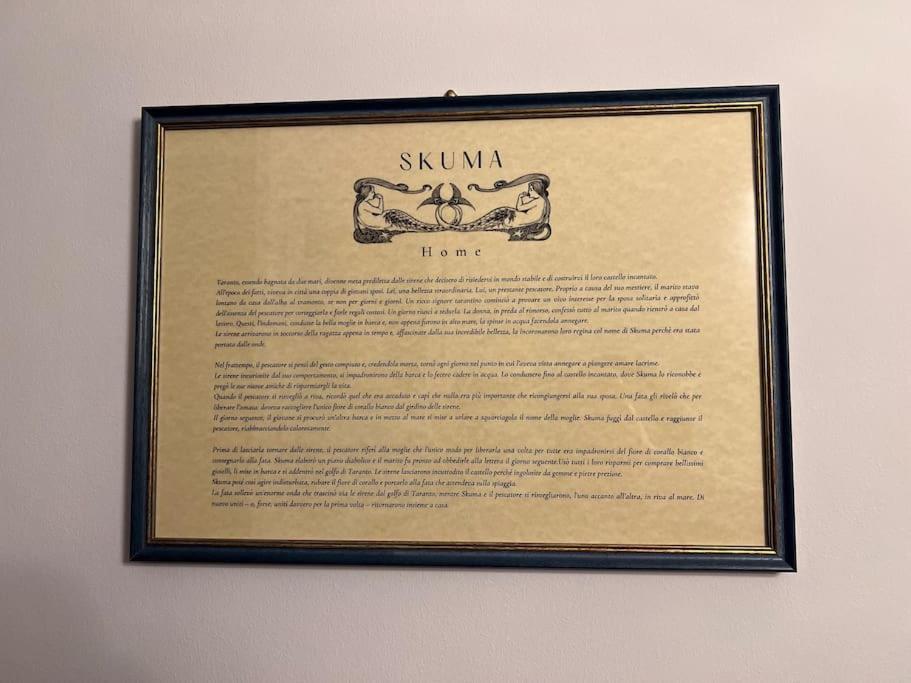 SKUMA
Home
Taranto, essendo bagnata da due mari, divenne meta prediletta dalle sirene che decisero di risiedervi in mondo stabile e di costruirvi il loro castello incantato.
All'epoca dei fatti, viveva in città una coppia di giovani sposi. Lei, una bellezza straordinaria. Lui, un prestante pescatore. Proprio a causa del suo mestiere, il marito stava
lontano da casa dall'alba al tramonto, se non per giorni e giorni. Un ricco signore tarantino cominciò a provare un vivo interesse per la sposa solitaria e approfittò
dell'assenza del pescatore per corteggiarla e farle regali costosi. Un giorno riuscì a sedurla. La donna, in preda al rimorso, confessò tutto al marito quando rientrò a casa dal
lavoro. Questi, l'indomani, condusse la bella moglie in barca e, non appena furono in alto mare, la spinse in acqua facendola annegare.
Le sirene arrivarono in soccorso della ragazza appena in tempo e, affascinate dalla sua incredibile bellezza, la incoronarono loro regina col nome di Skuma perchè era stata
portata dalle onde.
Nel frattempo, il pescatore si pentì del gesto compiuto e, credendola morta, tornò ogni giorno nel punto in cui l'aveva vista annegare a piangere amare lacrime.
Le sirene incuriosite dal suo comportamento, si impadronirono della barca e lo fecero cadere in acqua. Lo condussero fino al castello incantato, dove Skuma lo riconobbe e
pregò le sue nuove amiche di risparmiargli la vita.
Quando il pescatore si risvegliò a riva, ricordò quel che era accaduto e capì che nulla era più importante che ricongiungersi alla sua sposa. Una fata gli rivelò che per
liberare l'amata, doveva raccogliere l'unico fiore di corallo bianco dal girdino delle sirene.
Il giorno seguente, il giovane si procurò un'altra barca e in mezzo al mare si mise a urlare a squarciagola il nome della moglie. Skuma fuggì dal castello e raggiunse il
pescatore, riabbracciandolo calorosamente.
Prima di lasciarla tornare dalle sirene, il pescatore riferì alla moglie che l'unico modo per liberarla una volta per tutte era impadronirsi del fiore di corallo bianco e
consegnarlo alla fata. Skuma elaborò un piano diabolico e il marito fu pronto ad obbedirle alla lettera il giorno seguente.Usò tutti i loro risparmi per comprare bellissimi
gioielli, li mise in barca e si addentrò nel golfo di Taranto. Le sirene lasciarono incustodito il castello perchè ingolosite da gemme e pietre preziose.
Skuma potè così agire indisturbata, rubare il fiore di corallo e portarlo alla fata che attendeva sulla spiaggia.
La fata sollevò un'enorme onda che trascinò via le sirene dal golfo di Taranto, mentre Skuma e il pescatore si risvegliarono, l'uno accanto all'altra, in riva al mare. Di
nuovo uniti – o, forse, uniti davvero per la prima volta – ritornarono insieme a casa.